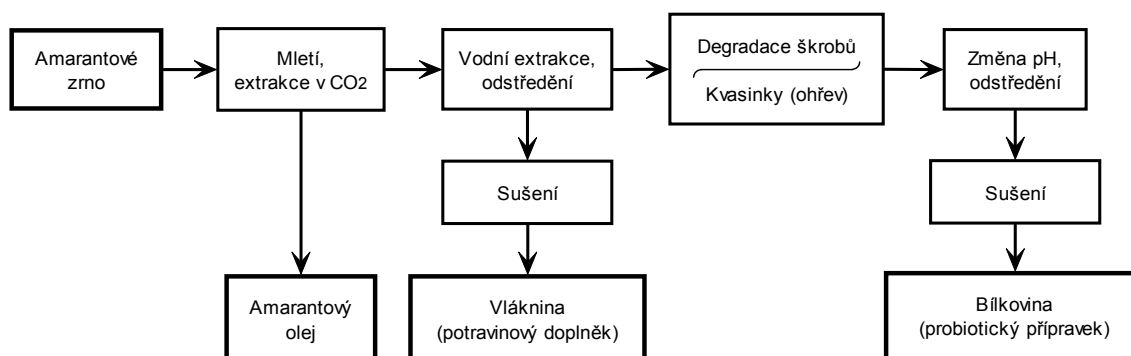 Amarantové
zrno
Mletí,
extrakce v CO2
Vodní extrakce,
odstředění
Degradace škrobů
Kvasinky (ohřev)
Změna pH,
odstředění
Sušení
Sušení
Amarantový
olej
Vláknina
(potravinový doplněk)
Bílkovina
(probiotický přípravek)